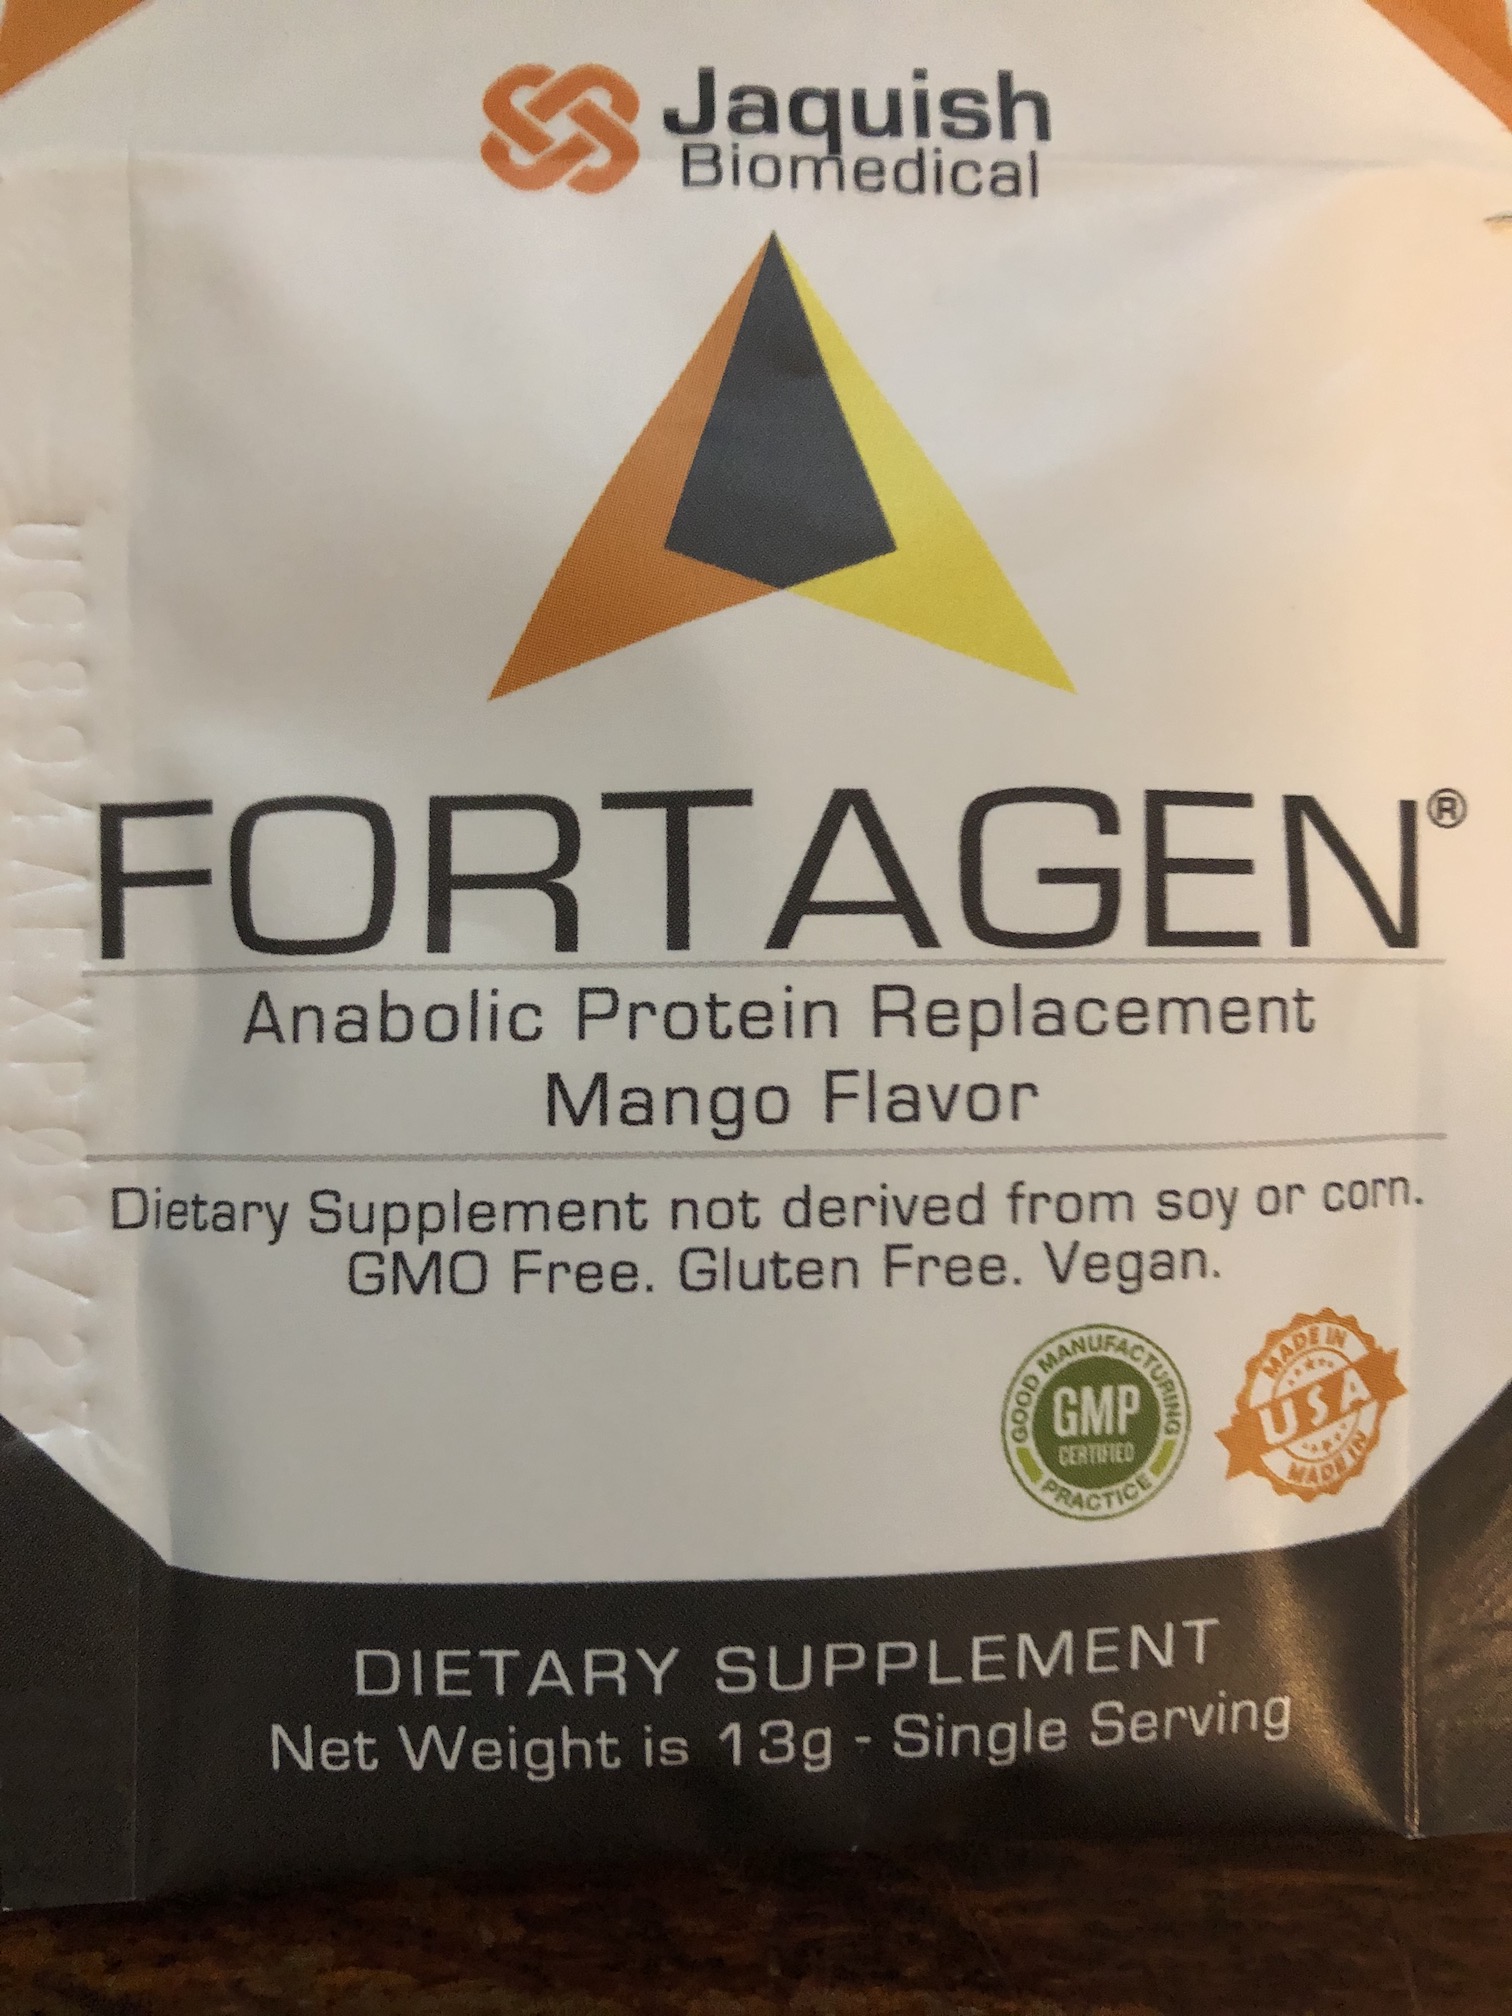 Jaquish
Biomedical
FORTAGEN®
Anabolic Protein Replacement
Mango Flavor
Dietary Supplement not derived from soy or corn.
GMO Free. Gluten Free. Vegan.
GOOD MANUFACTURING
GMP
CERTIFIED
PRACTICE
MADE IN
USA
MADE IN
DIETARY SUPPLEMENT
Net Weight is 13g - Single Serving